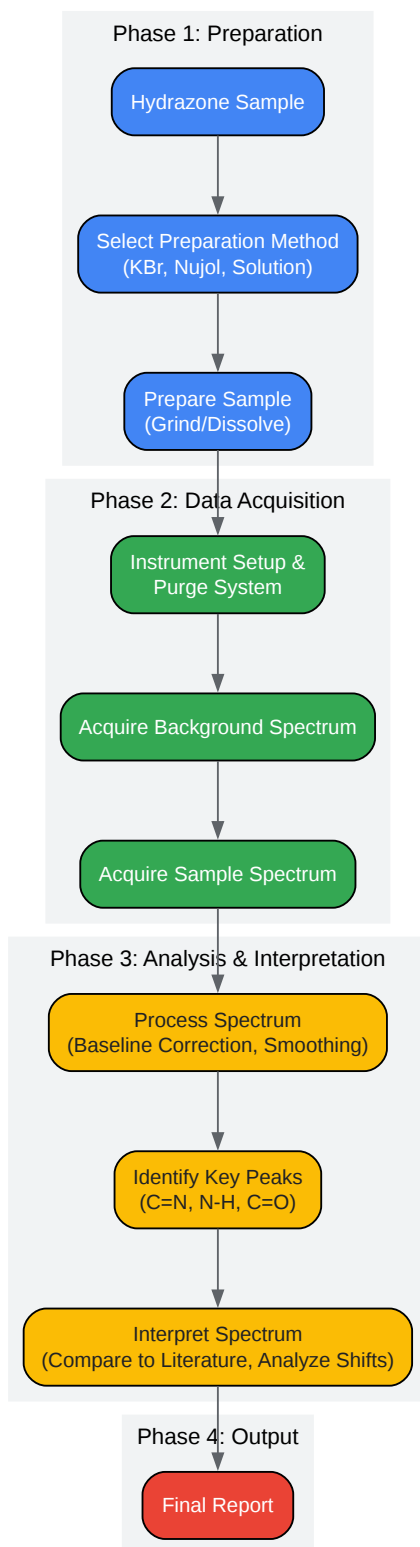 Phase 1: Preparation
Hydrazone Sample
Select Preparation Method
(KBr, Nujol, Solution)
Prepare Sample
(Grind/Dissolve)
Phase 2: Data Acquisition
Instrument Setup &
Purge System
Acquire Background Spectrum
Acquire Sample Spectrum
Phase 3: Analysis & Interpretation
Process Spectrum
(Baseline Correction, Smoothing)
Identify Key Peaks
(C=N, N-H, C=O)
Interpret Spectrum
(Compare to Literature, Analyze Shifts)
Phase 4: Output
Final Report